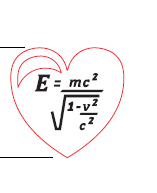 E = mc²
√1-v²
c²